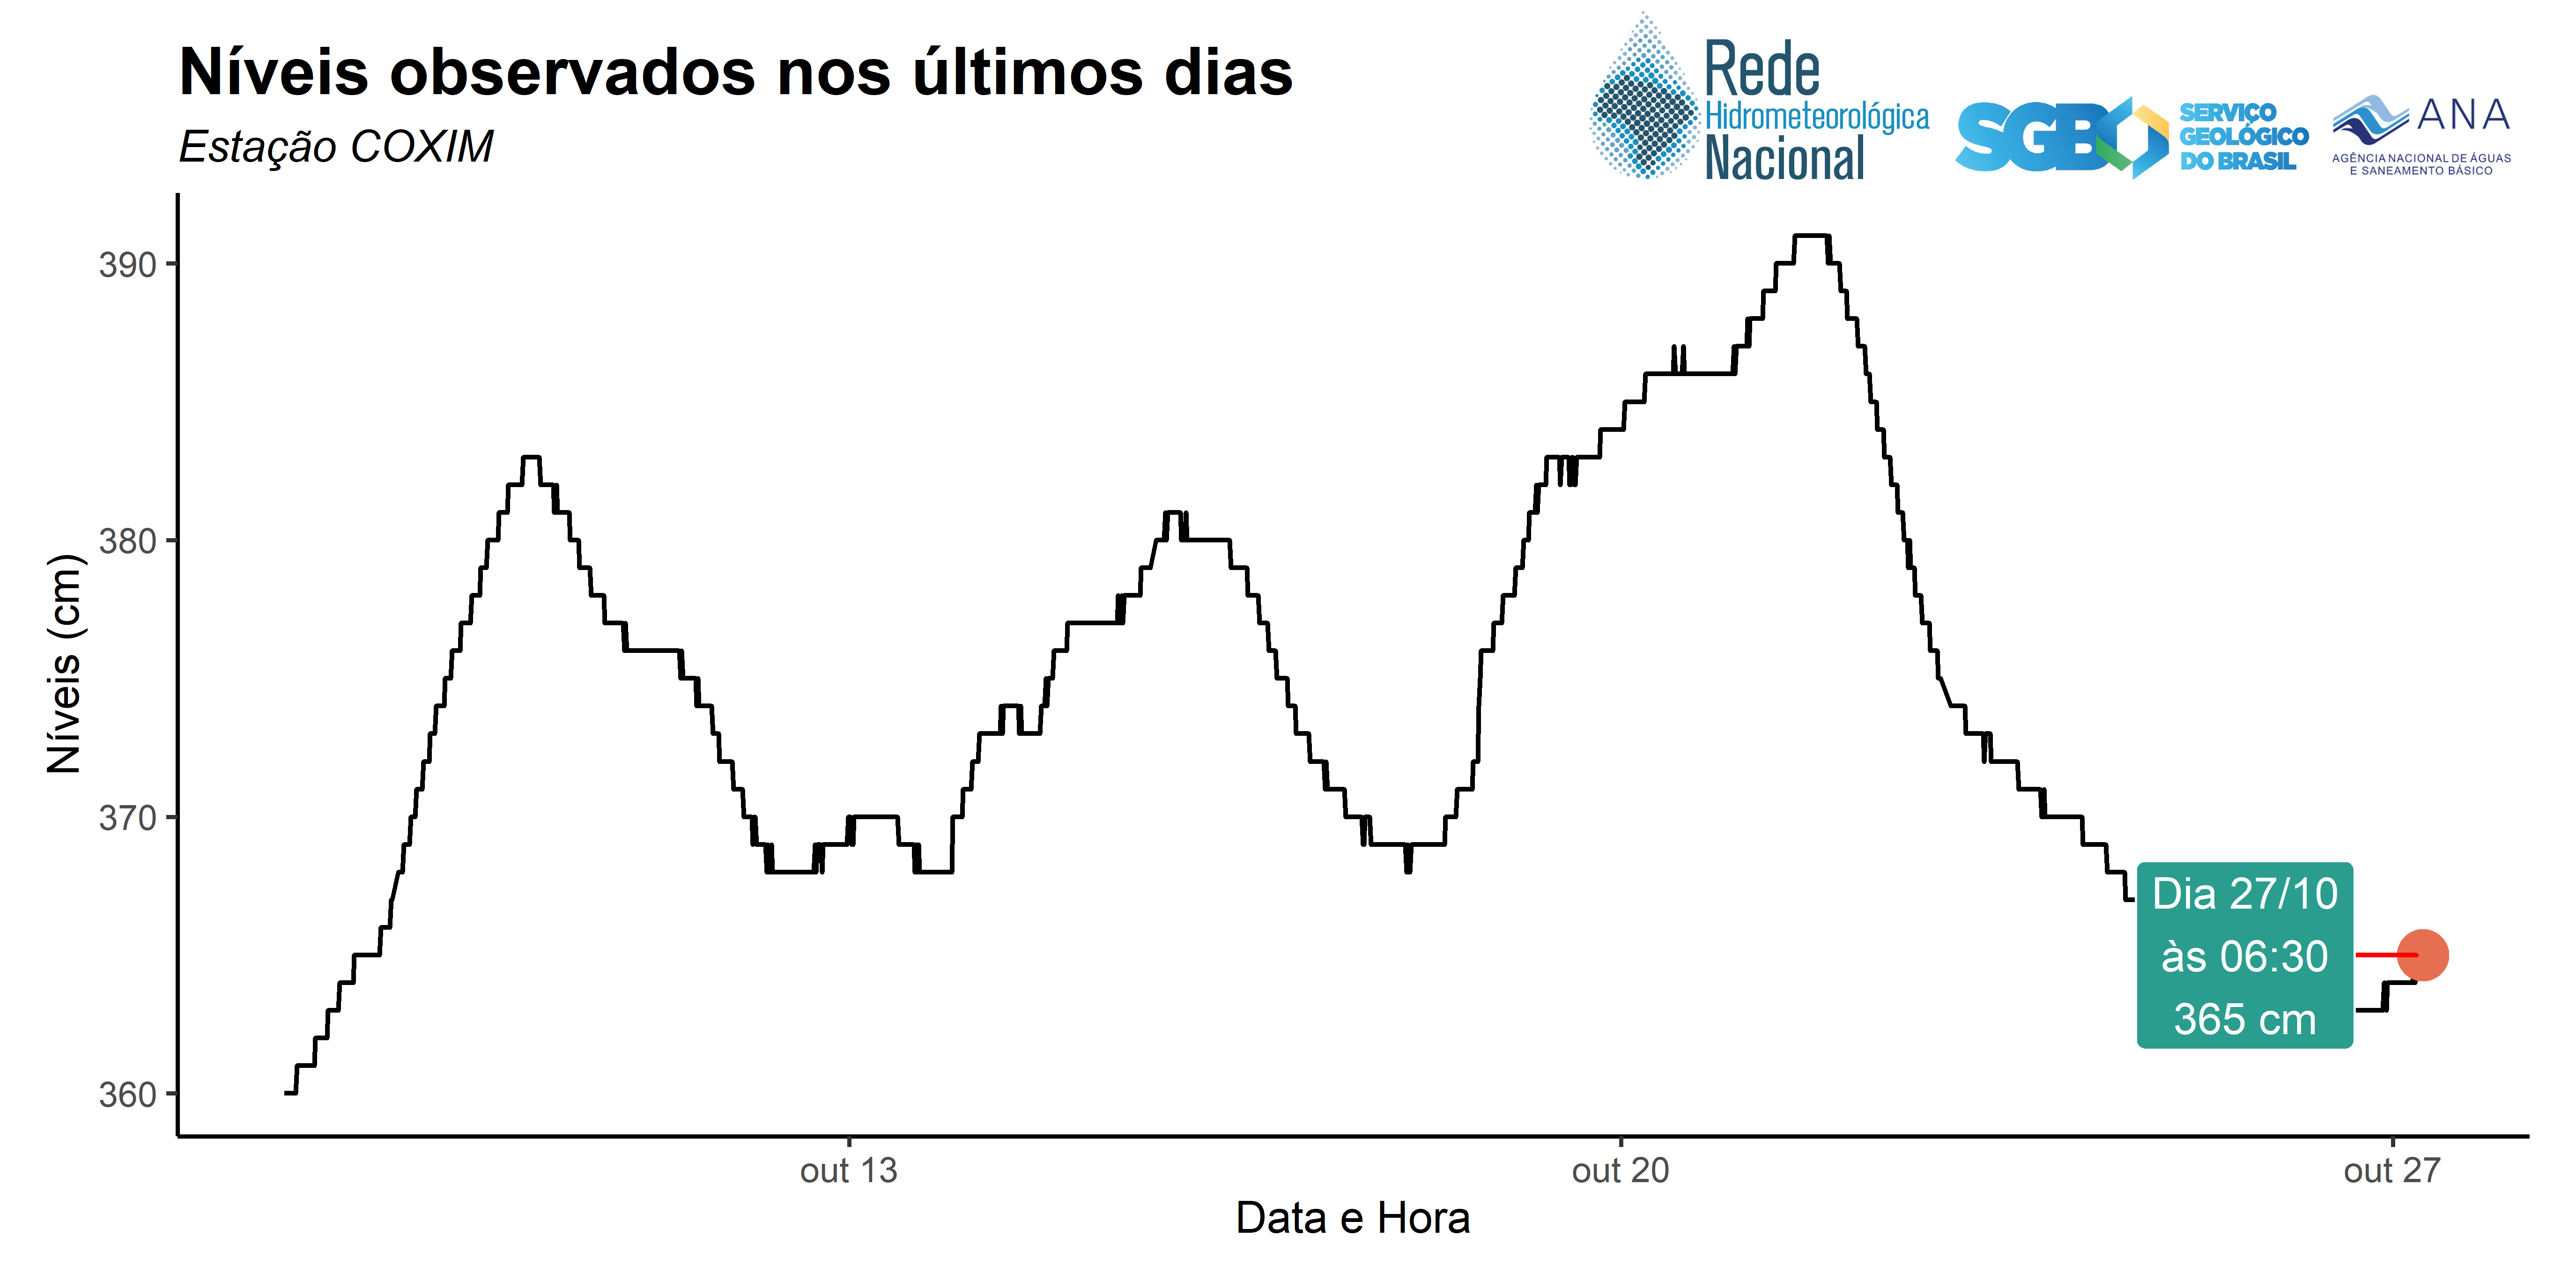 Níveis observados nos últimos dias
Estação COXIM
Rede
Hidrometeorológica
Nacional
SGB
SERVIÇO
GEOLÓGICO
DO BRASIL
ANA
AGÊNCIA NACIONAL DE ÁGUAS
E SANEAMENTO BÁSICO
Níveis (cm)
390
380
370
360
Dia 27/10
às 06:30
365 cm
out 13
out 20
out 27
Data e Hora